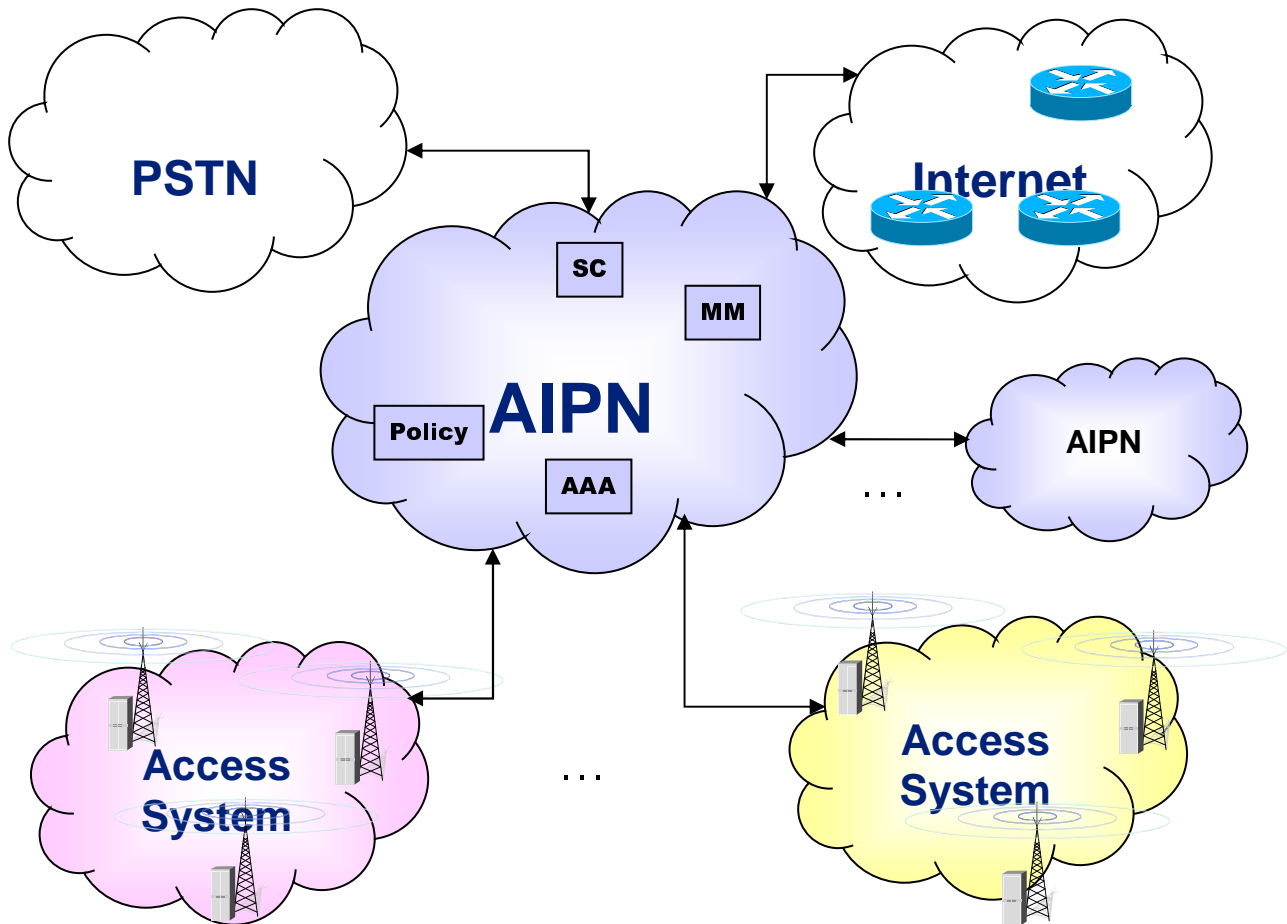 PSTN
Internet
SC
MM
AIPN
Policy
AAA
AIPN
...
Access
System
...
Access
System